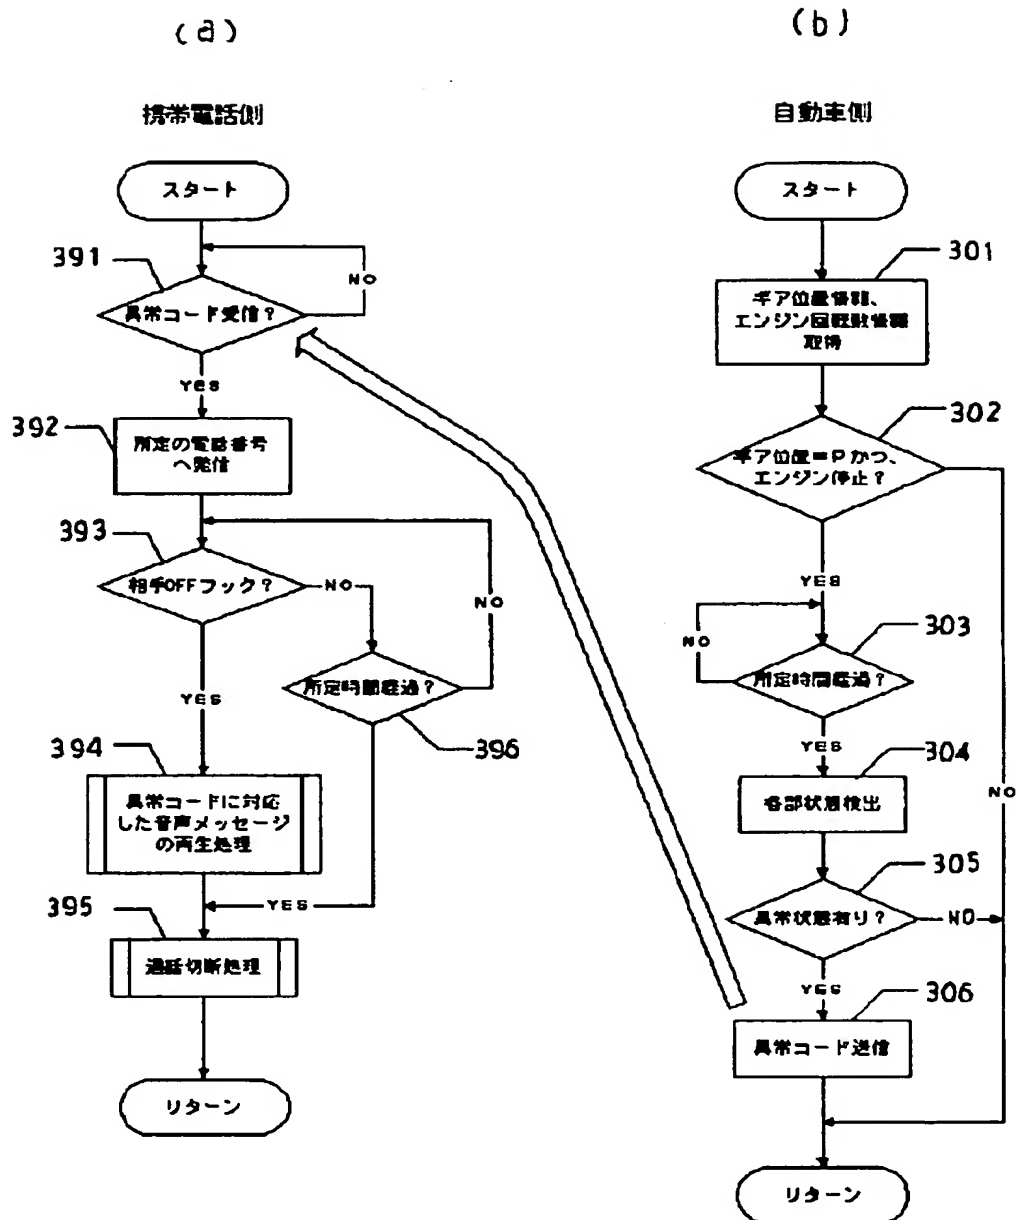 (a)
携帯電話側
スタート
391
NO
異常コード受信?
YES
392
所定の電話番号
へ発信
393
相手OFFフック?
NO
NO
所定時間経過?
YES
396
394
異常コードに対応
した音声メッセージ
の再生処理
YES
395
通話切断処理
リターン
(b)
自動車側
スタート
301
ギア位置情報、
エンジン回転数情報
取得
302
ギア位置=Pかつ、
エンジン停止?
YES
NO
303
所定時間経過?
YES
304
各部状態検出
NO
305
異常状態有り?
NO
YES
306
異常コード送信
リターン